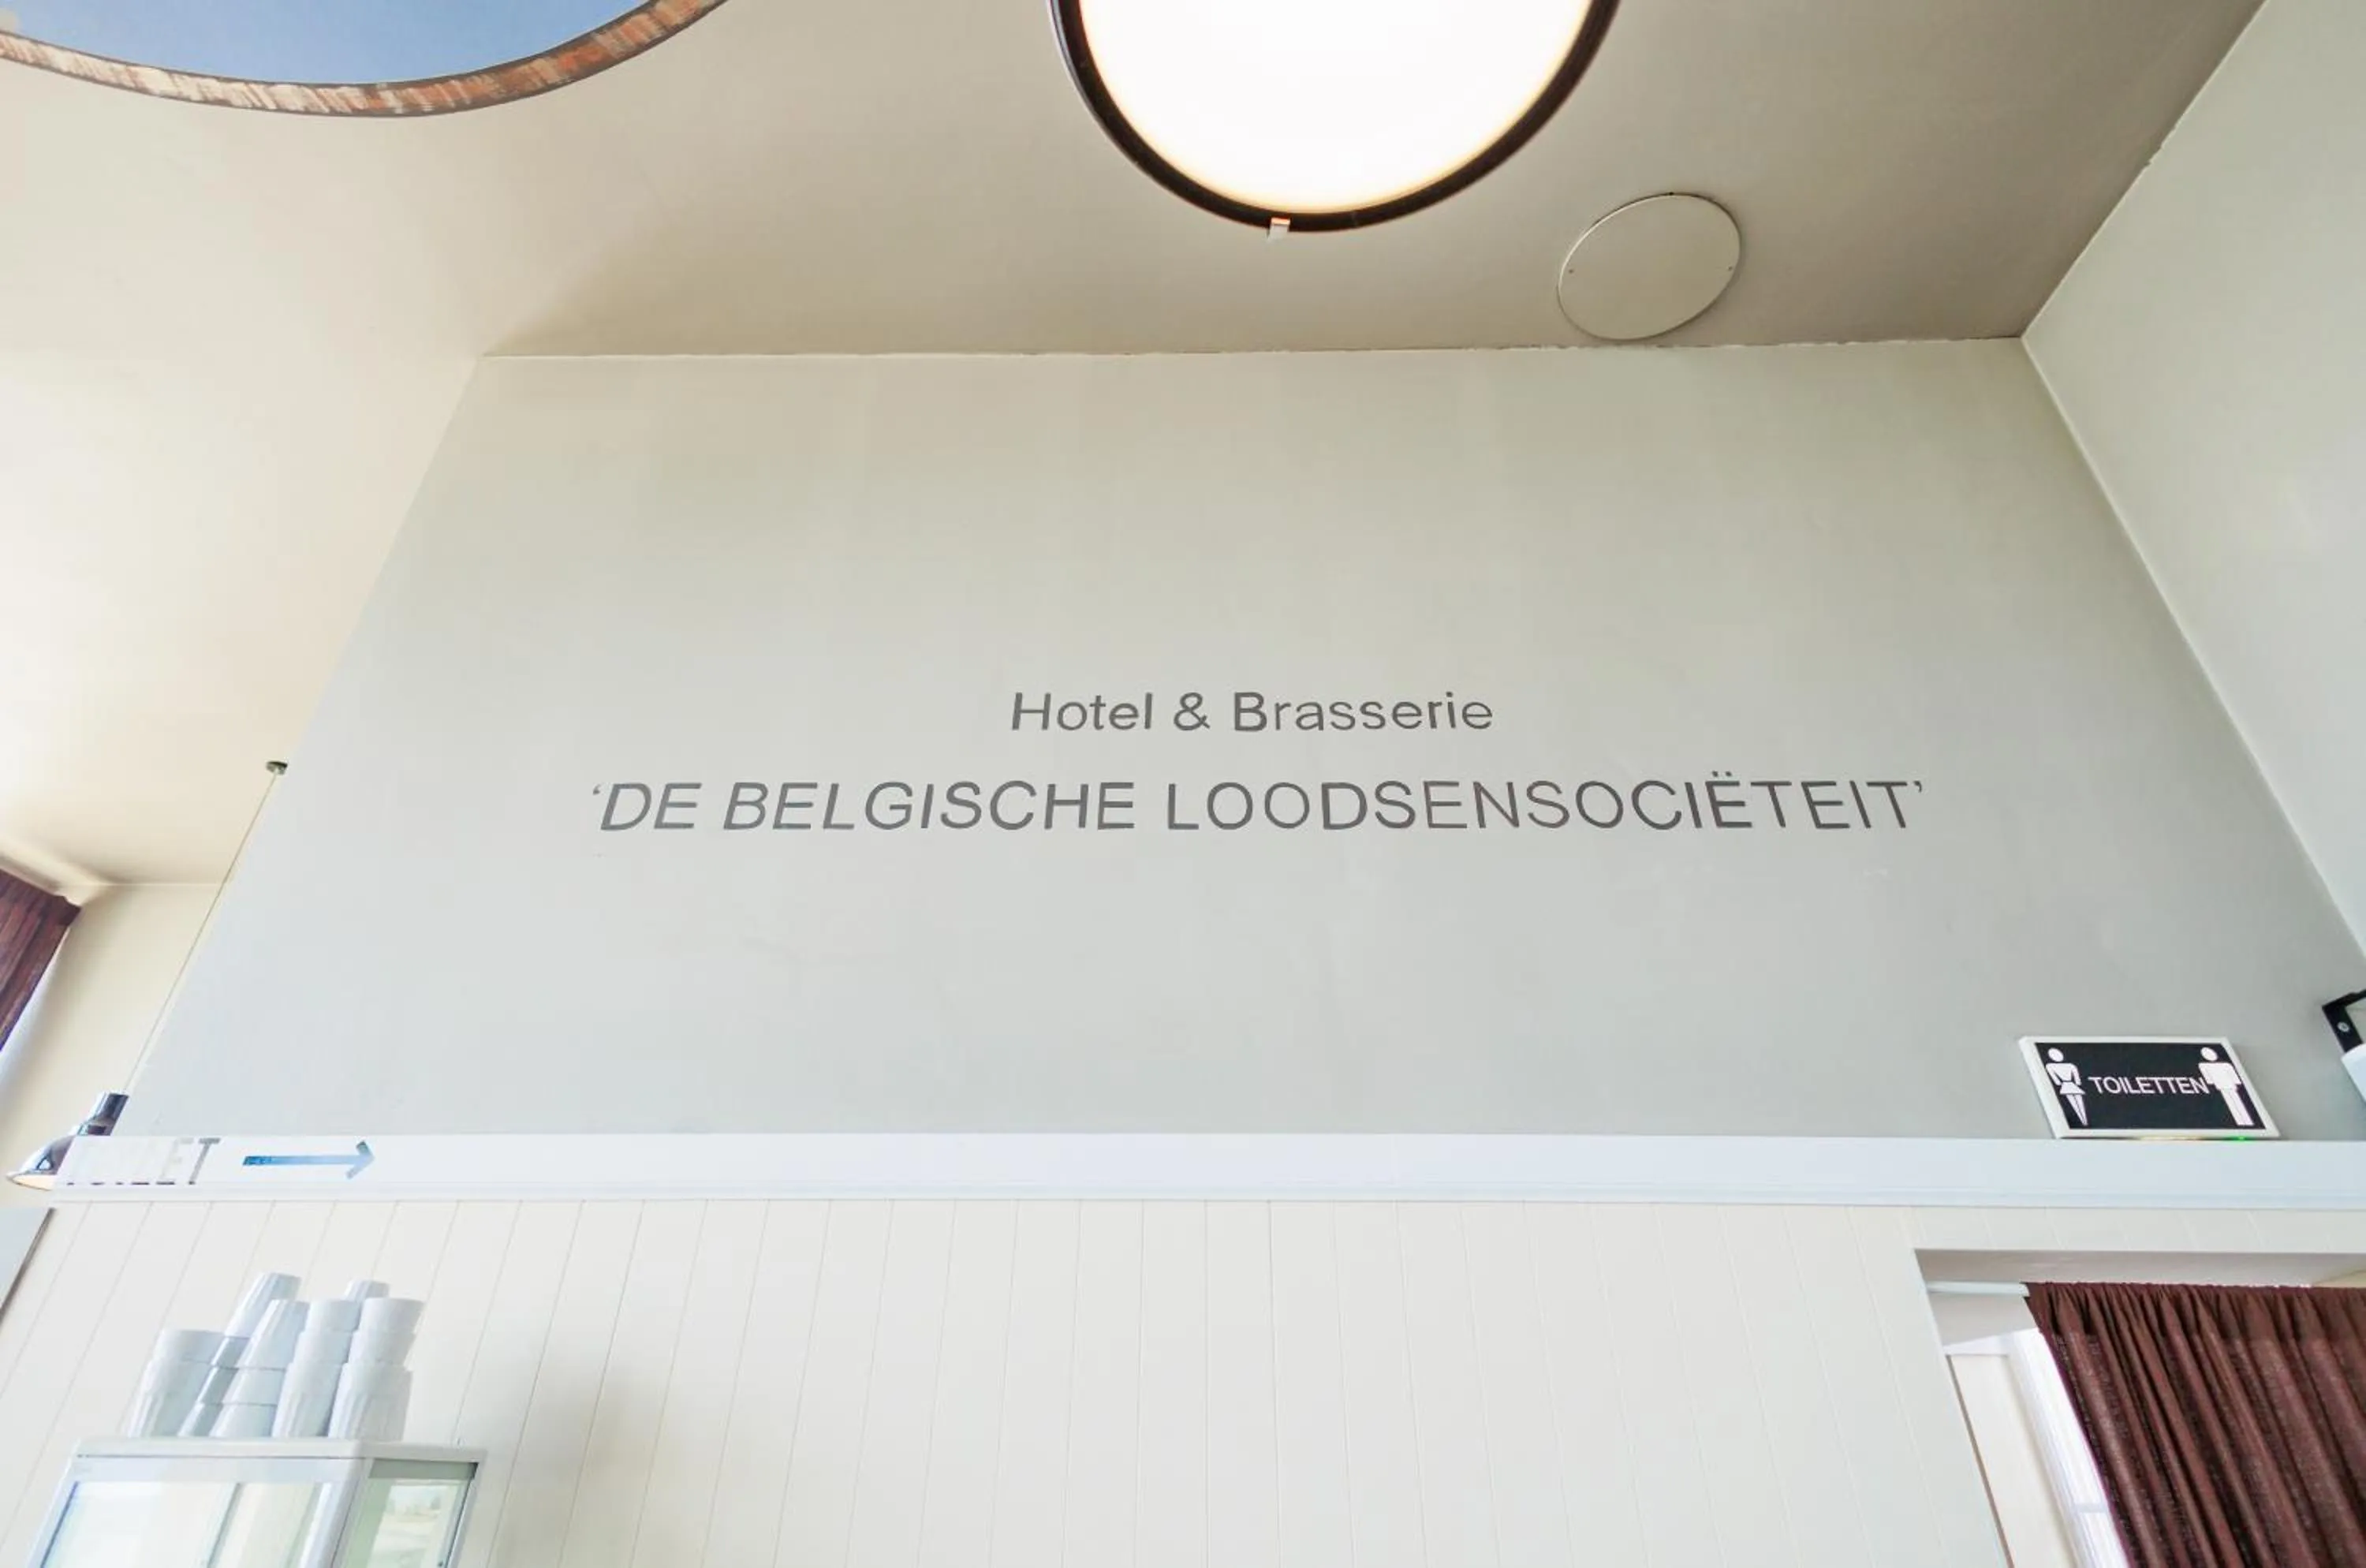 Hotel & Brasserie
‘DE BELGISCHE LOODSENSOCIËTEIT’
TOILETTEN